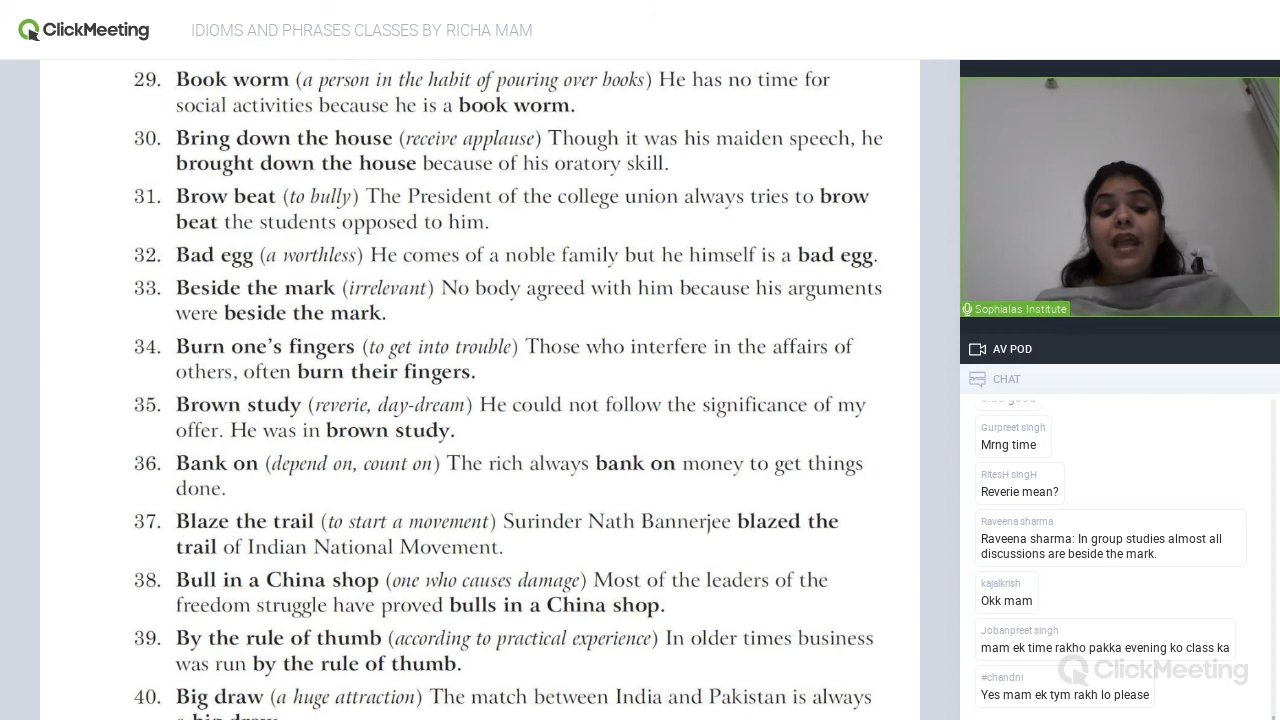 ClickMeeting
IDIOMS AND PHRASES CLASSES BY RICHA MAM
29. Book worm (a person in the habit of pouring over books) He has no time for
social activities because he is a book worm.
30. Bring down the house (receive applause) Though it was his maiden speech, he
brought down the house because of his oratory skill.
31. Brow beat (to bully) The President of the college union always tries to brow
beat the students opposed to him.
32. Bad egg (a worthless) He comes of a noble family but he himself is a bad egg.
33. Beside the mark (irrelevant) No body agreed with him because his arguments
were beside the mark.
34. Burn one's fingers (to get into trouble) Those who interfere in the affairs of
others, often burn their fingers.
35. Brown study (reverie, day-dream) He could not follow the significance of my
offer. He was in brown study.
36. Bank on (depend on, count on) The rich always bank on money to get things
done.
37. Blaze the trail (to start a movement) Surinder Nath Bannerjee blazed the
trail of Indian National Movement.
38. Bull in a China shop (one who causes damage) Most of the leaders of the
freedom struggle have proved bulls in a China shop.
39. By the rule of thumb (according to practical experience) In older times business
was run by the rule of thumb.
40. Big draw (a huge attraction) The match between India and Pakistan is always
a big draw.
Sophialas Institute
AV POD
CHAT
good
Gurpreet singh
Mrng time
RitesH singH
Reverie mean?
Raveena sharma
Raveena sharma: In group studies almost all
discussions are beside the mark.
kajalkrish
Okk mam
Jobanpreet singh
mam ek time rakho pakka evening ko class ka
#chandni
Yes mam ek tym rakh lo please
ClickMeeting